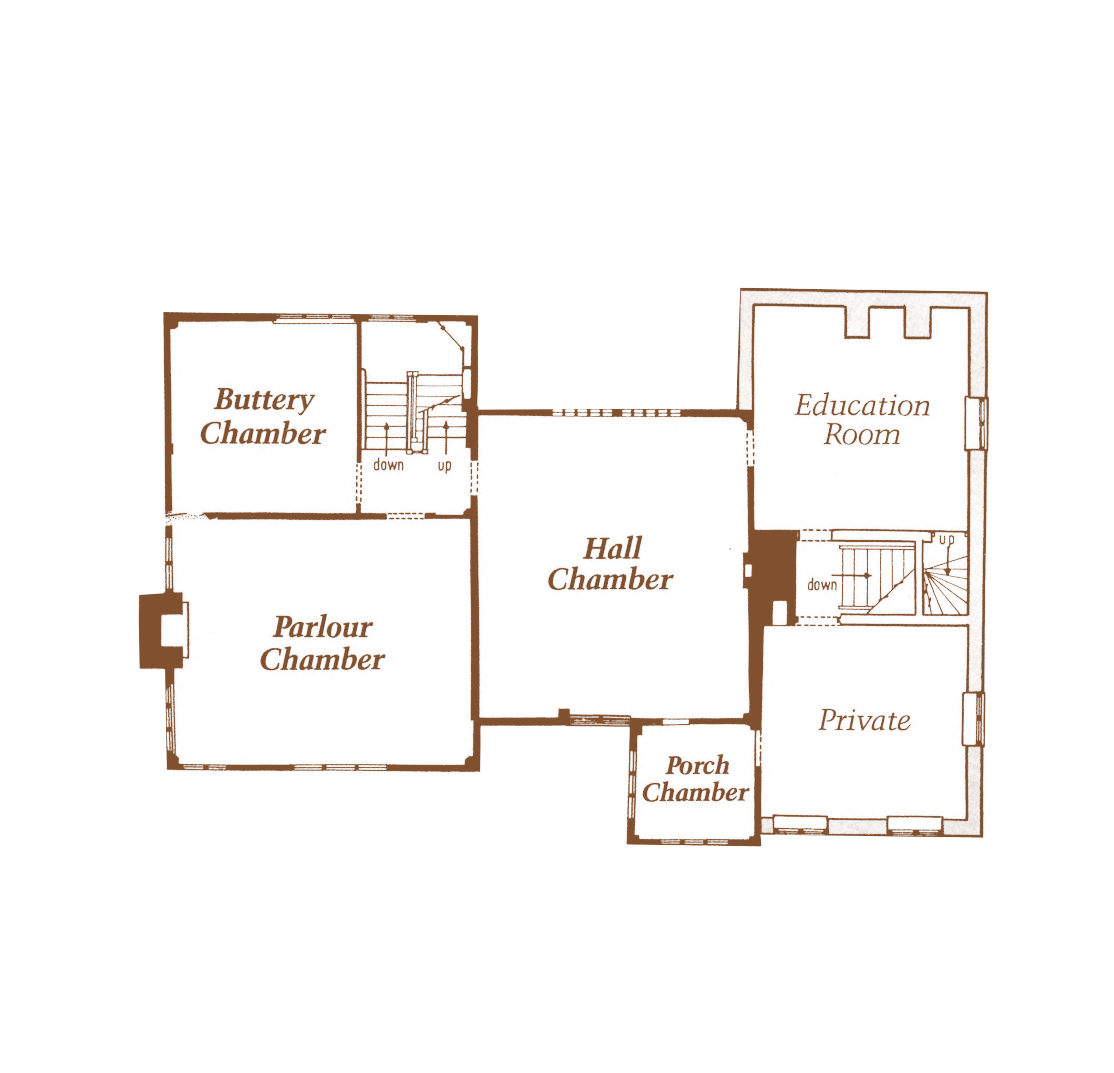 Buttery
Chamber
down
up
Education
Room
Hall
Chamber
down
up
Parlour
Chamber
Private
Porch
Chamber